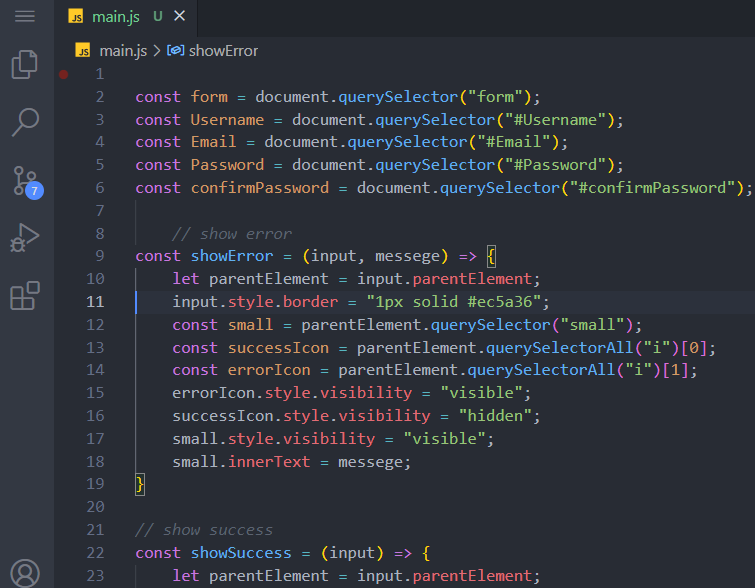 JS main.js U ×
JS main.js > showError
1
2 const form = document.querySelector("form");
3 const Username = document.querySelector("#Username");
4 const Email = document.querySelector("#Email");
5 const Password = document.querySelector("#Password");
6 const confirmPassword = document.querySelector("#confirmPassword");
7
8     // show error
9 const showError = (input, messege) => {
10     let parentElement = input.parentElement;
11     input.style.border = "1px solid #ec5a36";
12     const small = parentElement.querySelector("small");
13     const successIcon = parentElement.querySelectorAll("i")[0];
14     const errorIcon = parentElement.querySelectorAll("i")[1];
15     errorIcon.style.visibility = "visible";
16     successIcon.style.visibility = "hidden";
17     small.style.visibility = "visible";
18     small.innerText = messege;
19 }
20
21 // show success
22 const showSuccess = (input) => {
23     let parentElement = input.parentElement;
7